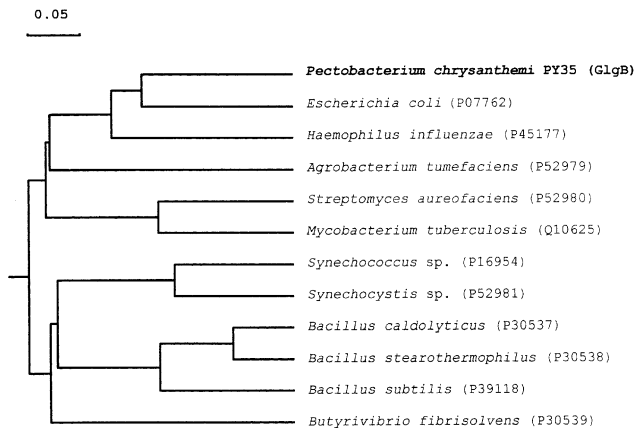 0.05
Pectobacterium chrysanthemi PY35 (GlgB)
Escherichia coli (P07762)
Haemophilus influenzae (P45177)
Agrobacterium tumefaciens (P52979)
Streptomyces aureofaciens (P52980)
Mycobacterium tuberculosis (Q10625)
Synechococcus sp. (P16954)
Synechocystis sp. (P52981)
Bacillus caldolyticus (P30537)
Bacillus stearothermophilus (P30538)
Bacillus subtilis (P39118)
Butyrivibrio fibrisolvens (P30539)